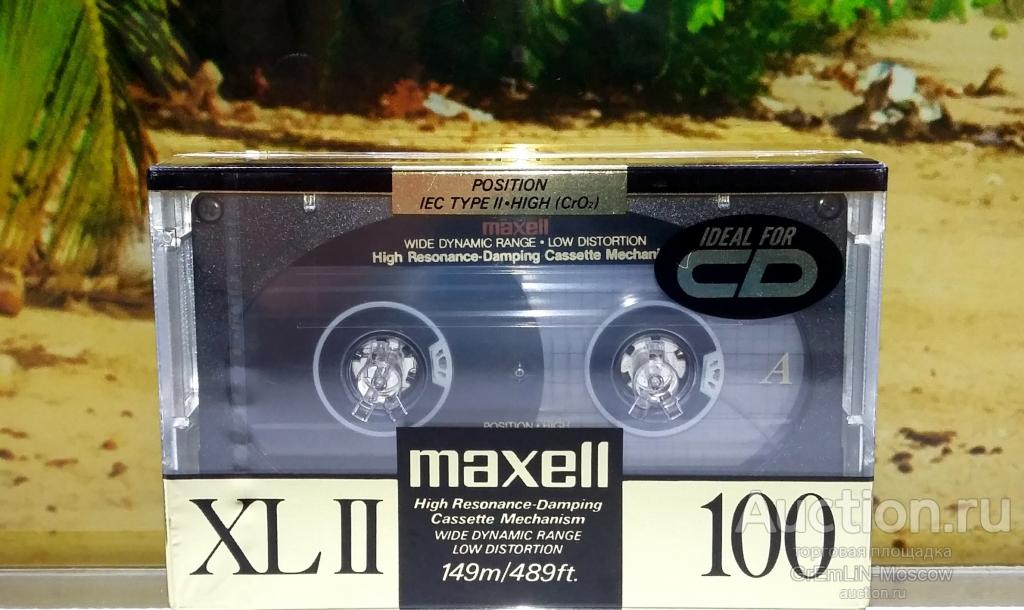 POSITION
IEC TYPE II•HIGH (CrO₂)
maxell
WIDE DYNAMIC RANGE • LOW DISTORTION
High Resonance-Damping Cassette Mechani
IDEAL FOR
CD
A
POSITION • HIGH
maxell
High Resonance-Damping
Cassette Mechanism
WIDE DYNAMIC RANGE
LOW DISTORTION
149m/489ft.
XL II
100
Auction.ru
торговая площадка
GrEmLIN-Moscow
auction.ru